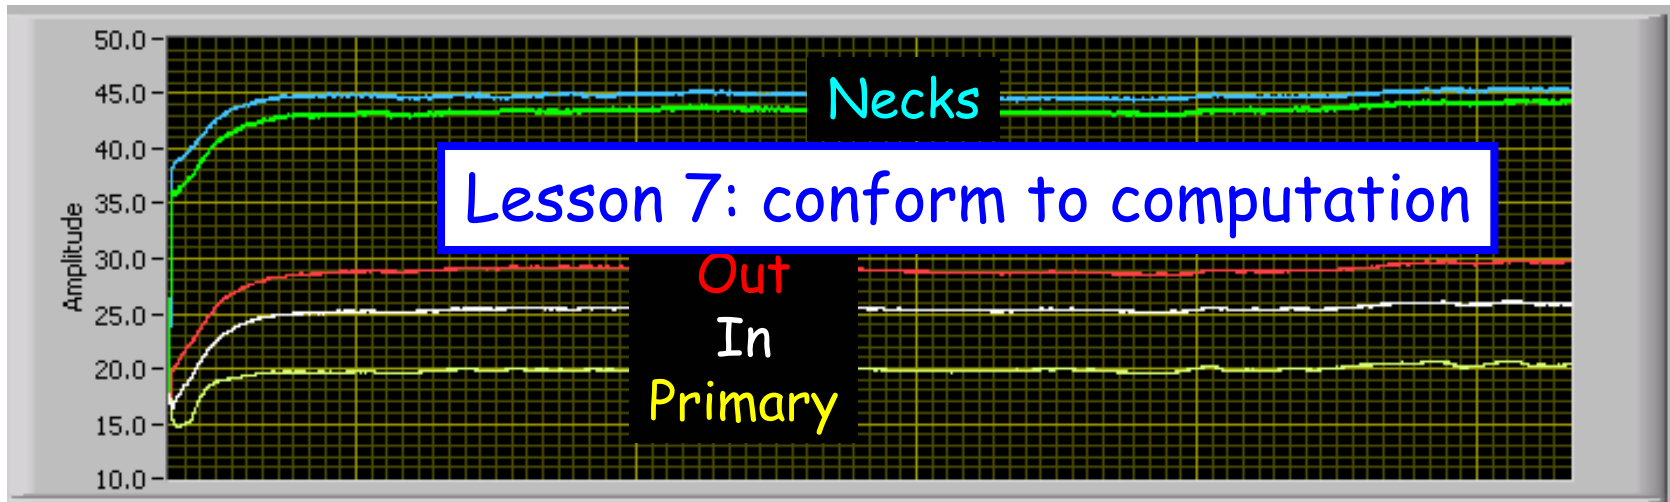 50.0
45.0
40.0
35.0
30.0
25.0
20.0
15.0
10.0
Amplitude
Necks
Lesson 7: conform to computation
Out
In
Primary